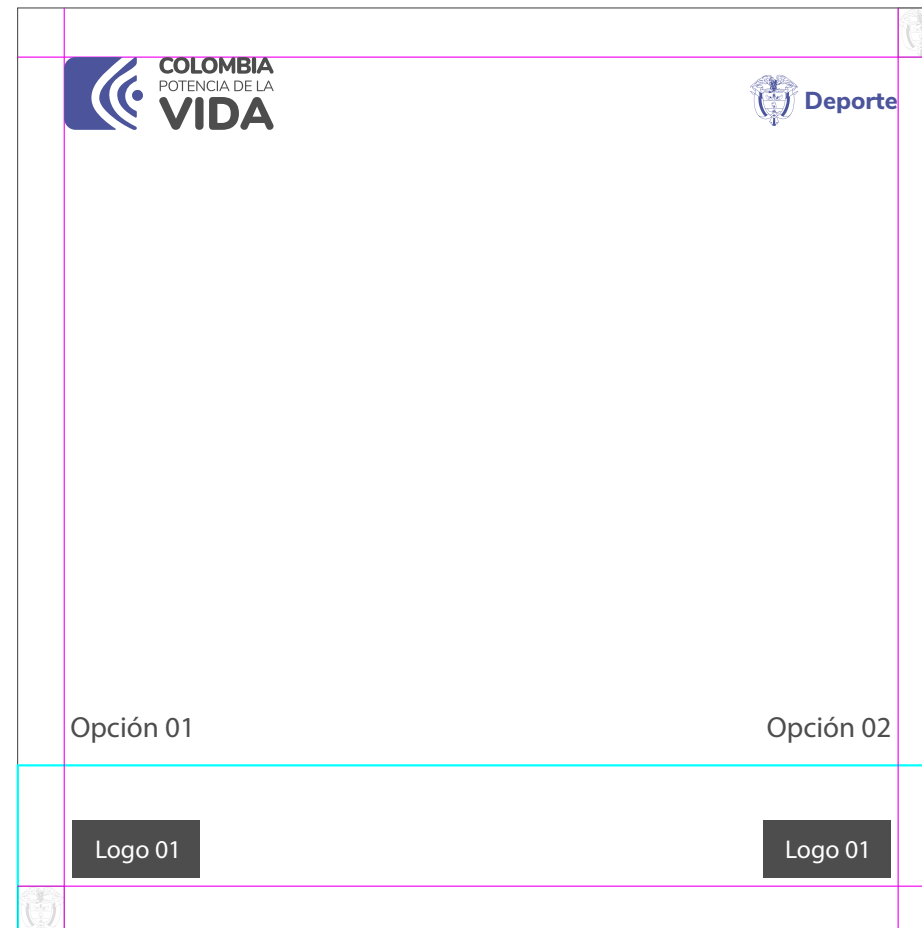 COLOMBIA
POTENCIA DE LA
VIDA
Deporte
Opción 01
Opción 02
Logo 01
Logo 01